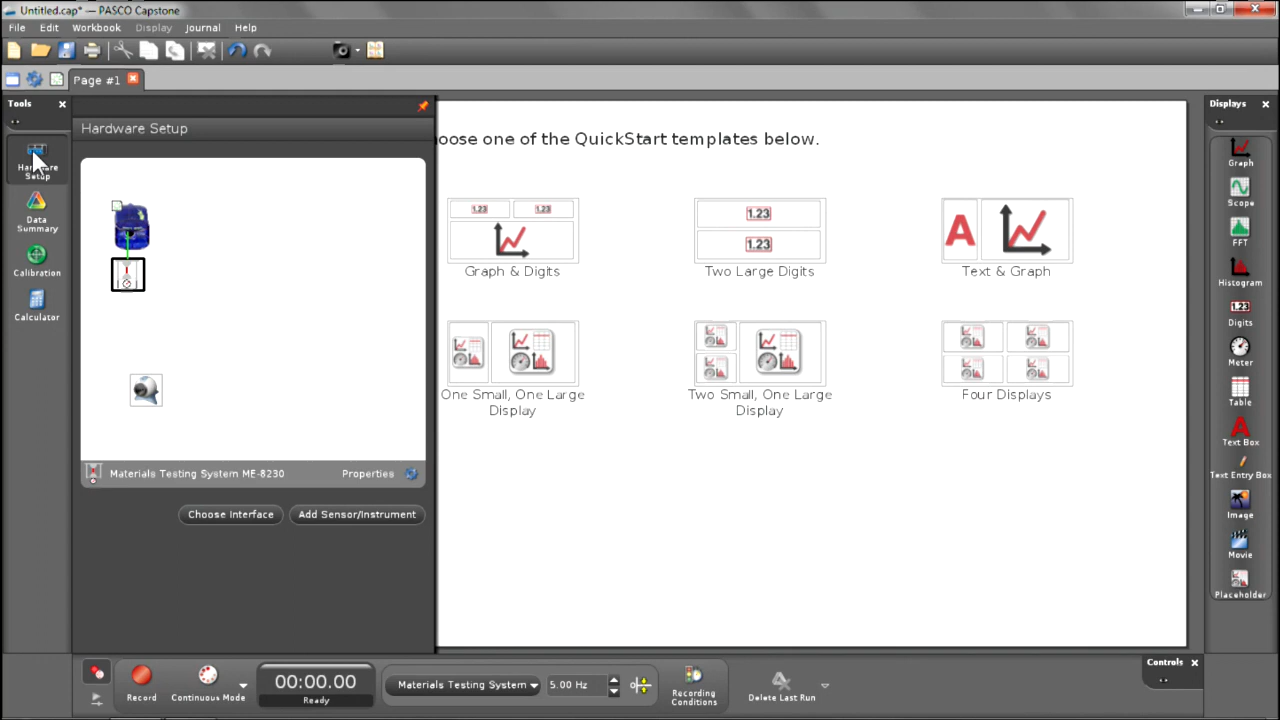 Untitled.cap* — PASCO Capstone
File Edit Workbook Display Journal Help
Page #1
Tools
Hardware Setup
Data Summary
Calibration
Calculator
Hardware Setup
Materials Testing System ME-8230 Properties
Choose Interface Add Sensor/Instrument
oose one of the QuickStart templates below.
1.23 1.23
Graph & Digits
1.23
1.23
Two Large Digits
A
Text & Graph
One Small, One Large
Display
Two Small, One Large
Display
Four Displays
Displays
Graph
Scope
FFT
Histogram
1.23
Digits
Meter
Table
A
Text Box
Text Entry Box
Image
Movie
Placeholder
Record
Continuous Mode
00:00.00
Ready
Materials Testing System
5.00 Hz
Recording
Conditions
Delete Last Run
Controls